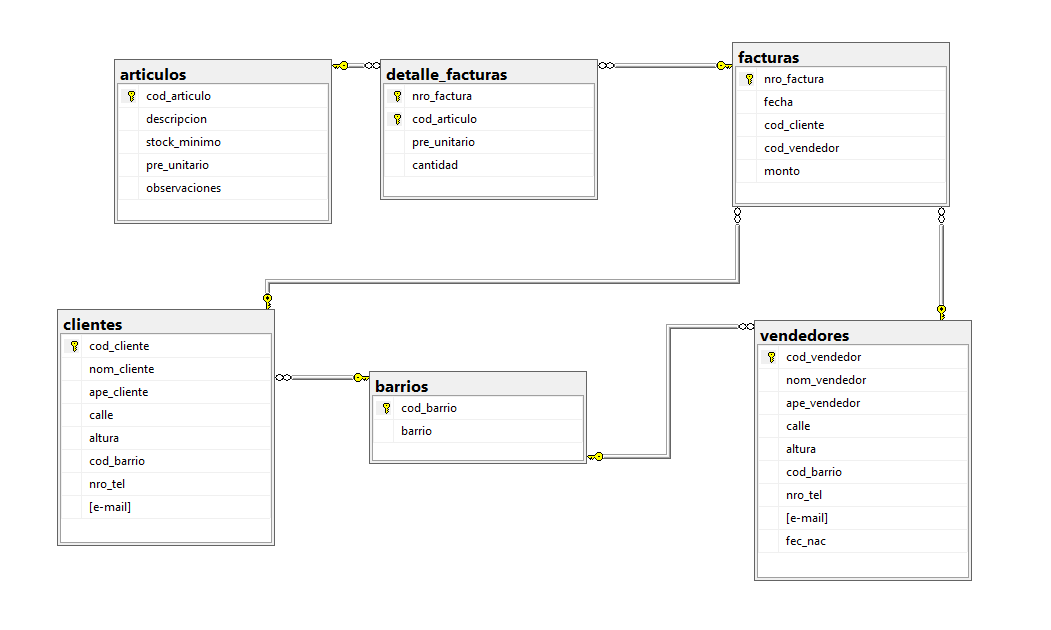 articulos
cod_articulo
descripcion
stock_minimo
pre_unitario
observaciones
detalle_facturas
nro_factura
cod_articulo
pre_unitario
cantidad
facturas
nro_factura
fecha
cod_cliente
cod_vendedor
monto
clientes
cod_cliente
nom_cliente
ape_cliente
calle
altura
cod_barrio
nro_tel
[e-mail]
barrios
cod_barrio
barrio
vendedores
cod_vendedor
nom_vendedor
ape_vendedor
calle
altura
cod_barrio
nro_tel
[e-mail]
fec_nac